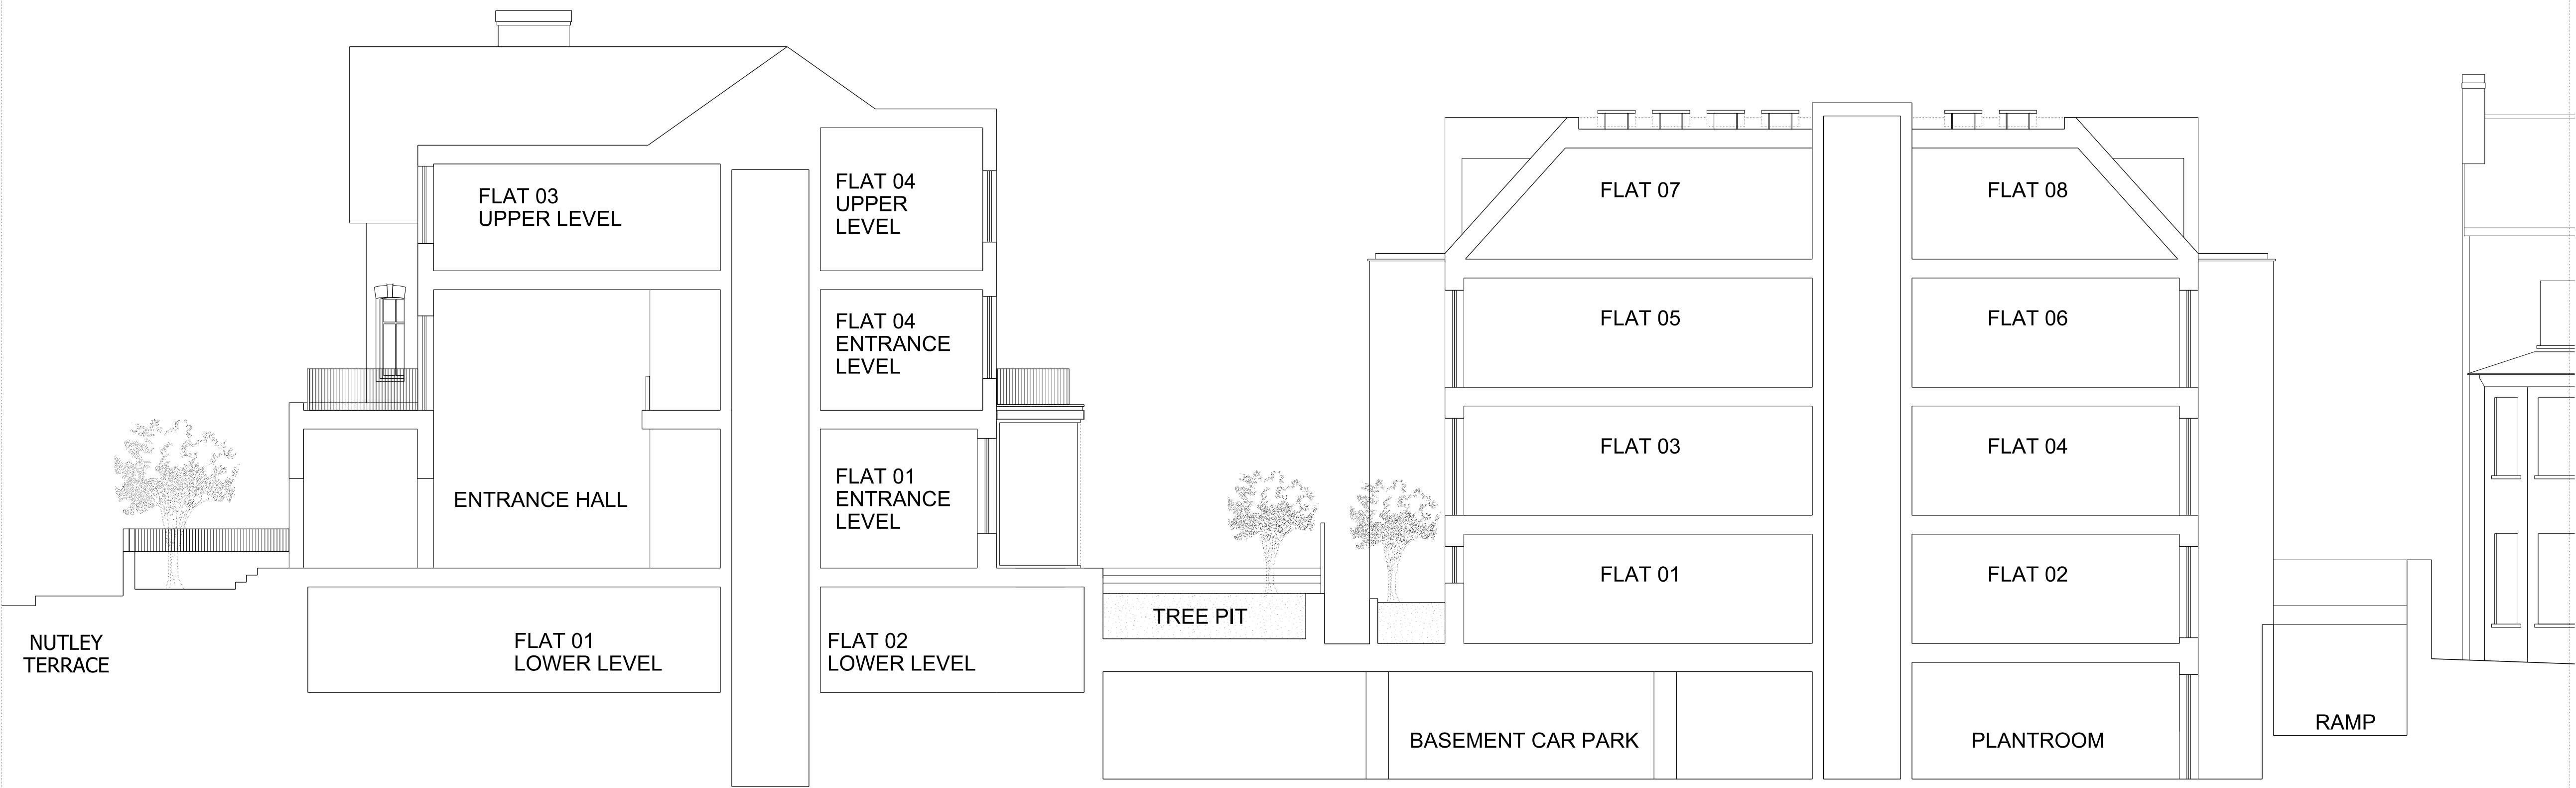 FLAT 03
UPPER LEVEL
FLAT 04
UPPER
LEVEL
FLAT 04
ENTRANCE
LEVEL
ENTRANCE HALL
FLAT 01
ENTRANCE
LEVEL
NUTLEY
TERRACE
FLAT 01
LOWER LEVEL
FLAT 02
LOWER LEVEL
TREE PIT
FLAT 07
FLAT 08
FLAT 05
FLAT 06
FLAT 03
FLAT 04
FLAT 01
FLAT 02
BASEMENT CAR PARK
PLANTROOM
RAMP